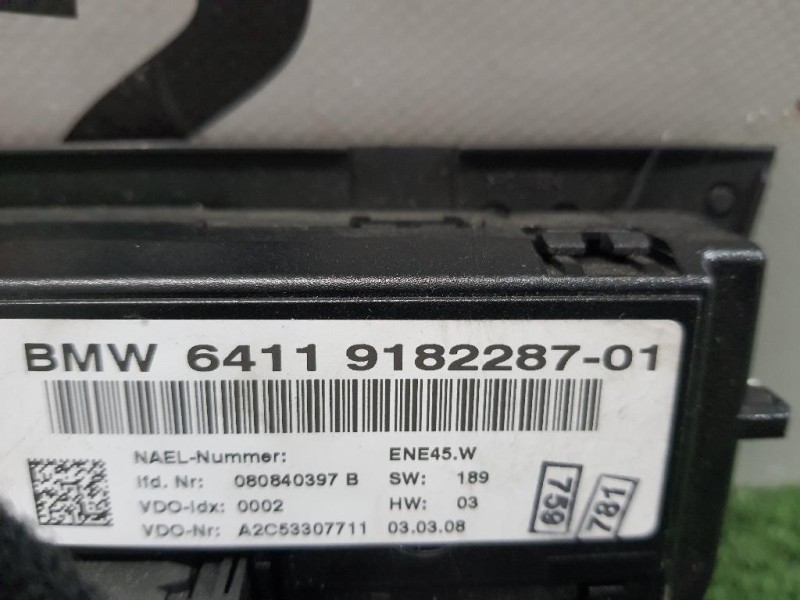 BMW 6411 9182287-01
NAEL-Nummer: ENE45.W
lfd. Nr: 080840397 B SW: 189
VDO-Idx: 0002 HW: 03
VDO-Nr: A2C53307711 03.03.08
759
781